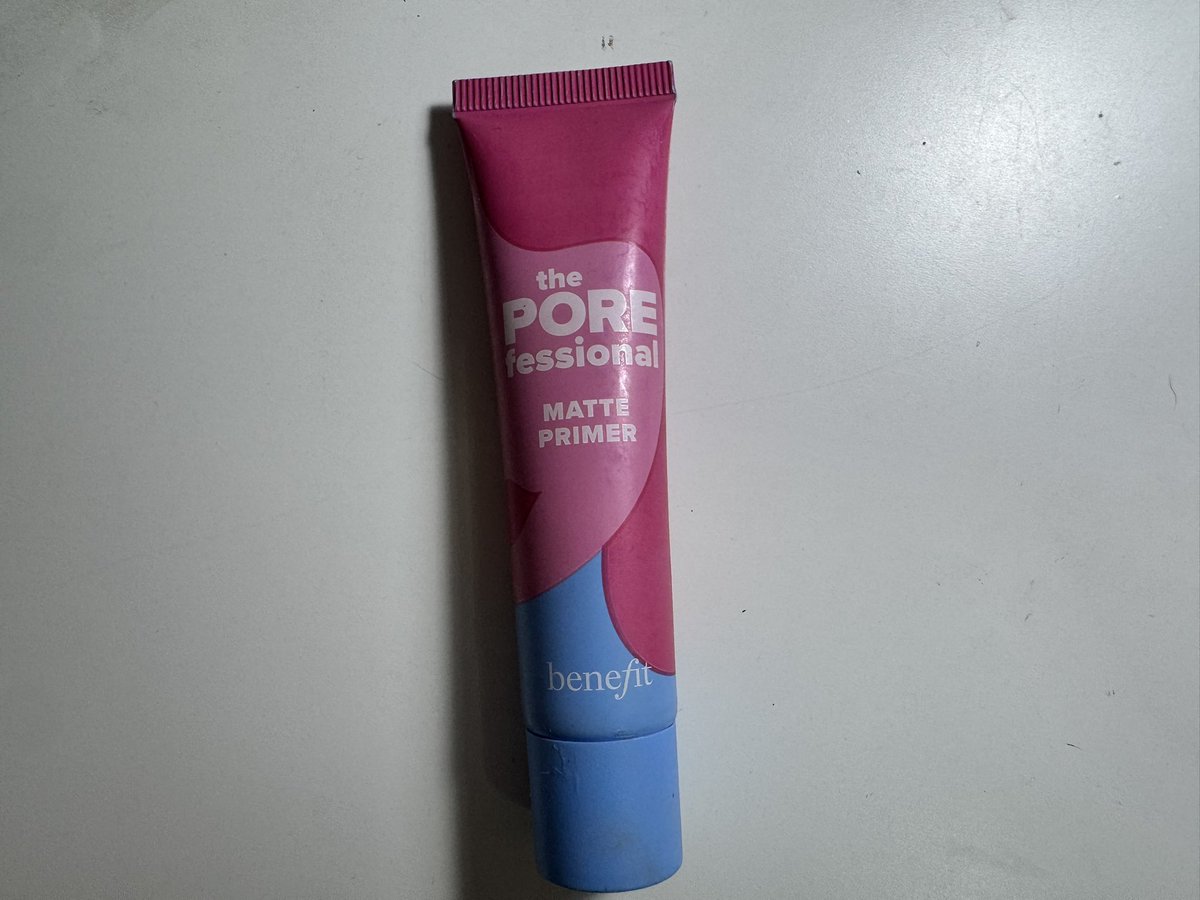 the
PORE
fessional
MATTE
PRIMER
benefit